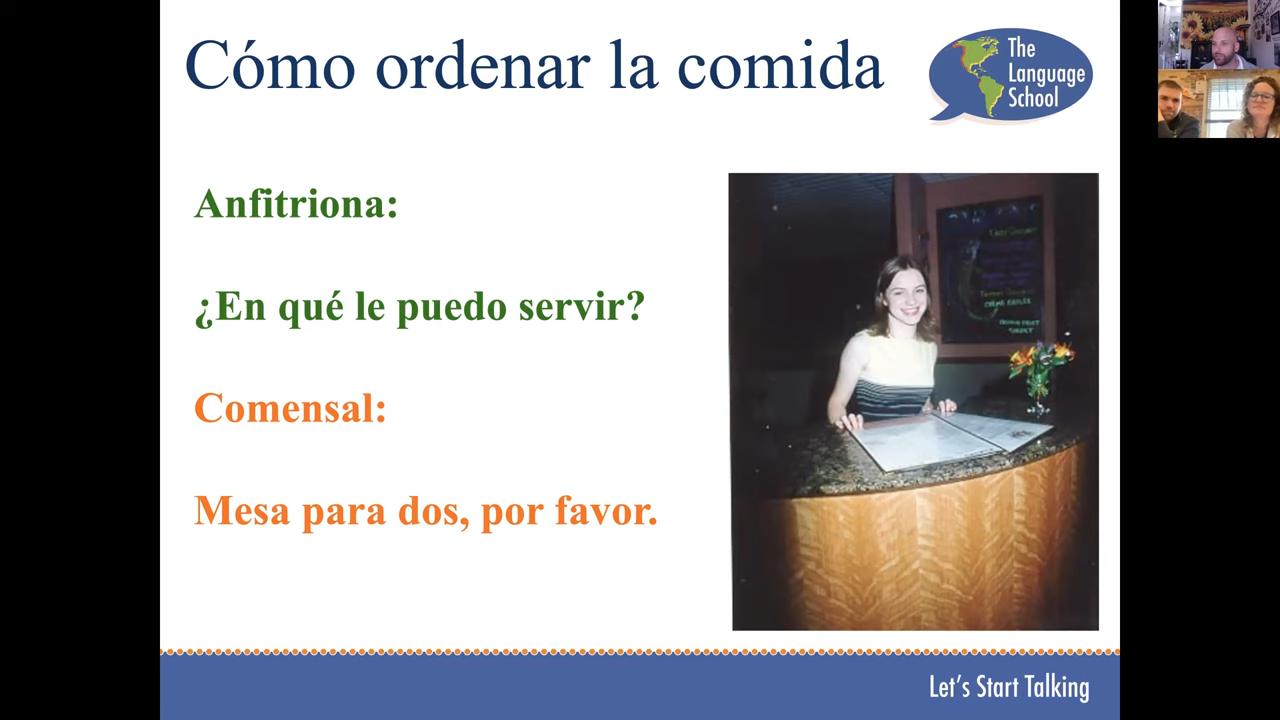 Cómo ordenar la comida
The
Language
School
Anfitriona:
¿En qué le puedo servir?
Comensal:
Mesa para dos, por favor.
Let's Start Talking